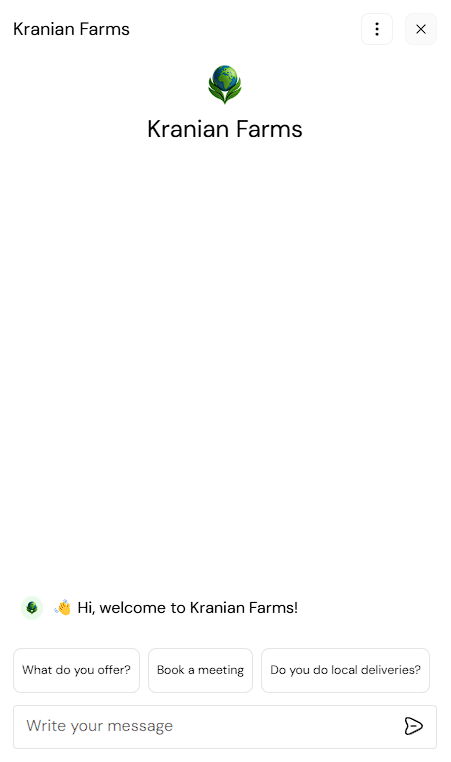 Kranian Farms
Kranian Farms
👋 Hi, welcome to Kranian Farms!
What do you offer?
Book a meeting
Do you do local deliveries?
Write your message